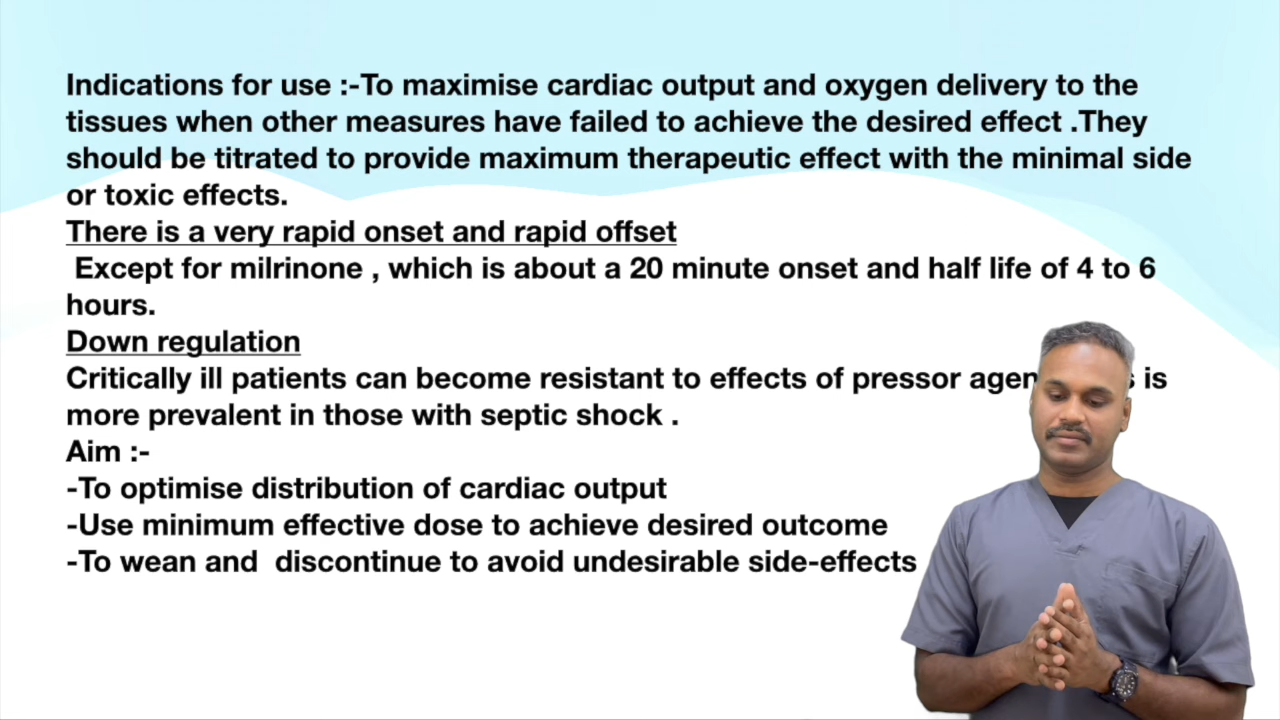 Indications for use :-To maximise cardiac output and oxygen delivery to the
tissues when other measures have failed to achieve the desired effect .They
should be titrated to provide maximum therapeutic effect with the minimal side
or toxic effects.
There is a very rapid onset and rapid offset
Except for milrinone , which is about a 20 minute onset and half life of 4 to 6
hours.
Down regulation
Critically ill patients can become resistant to effects of pressor is
more prevalent in those with septic shock .
Aim :-
-To optimise distribution of cardiac output
-Use minimum effective dose to achieve desired outcome
-To wean and discontinue to avoid undesirable side-effects